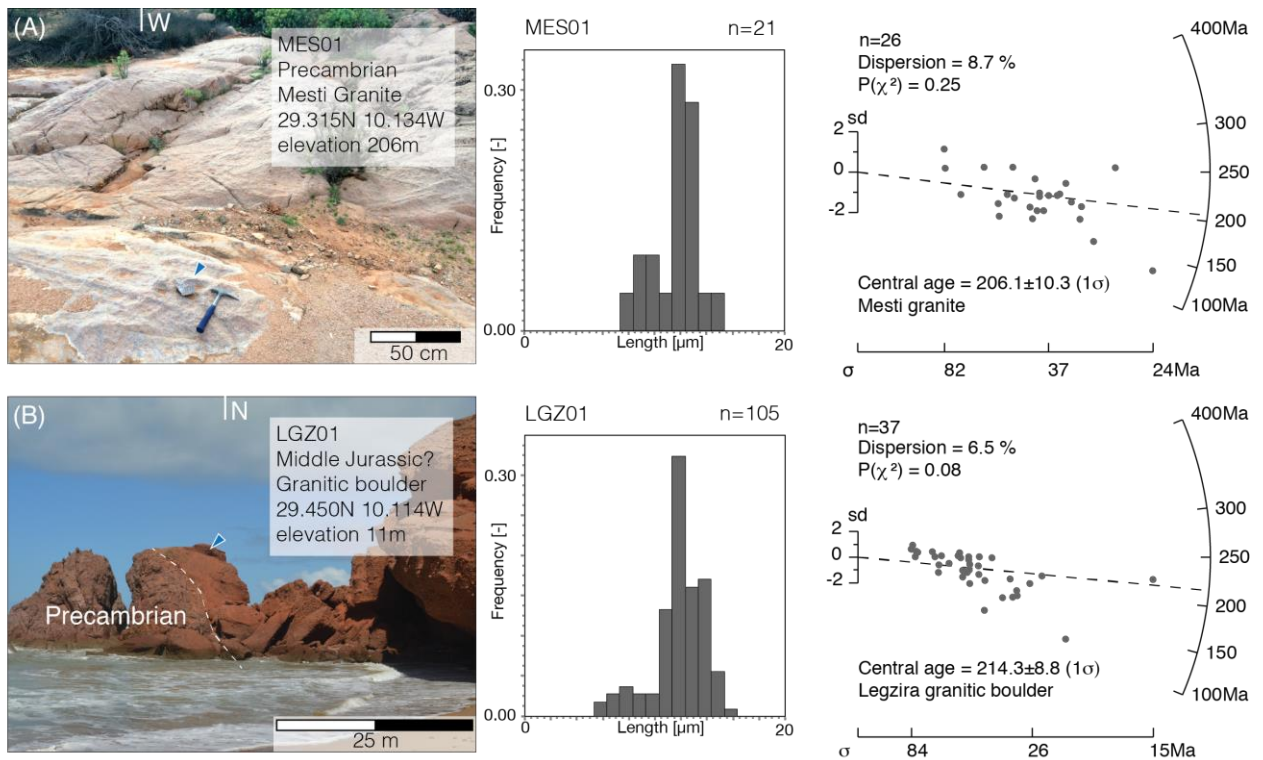 (A)
W
MES01
Precambrian
Mesti Granite
29.315N 10.134W
elevation 206m
50 cm
MES01 n=21
0.30
Frequency [-]
0.00
0 Length [µm] 20
n=26
Dispersion = 8.7 %
P(χ²) = 0.25
sd
2
0
-2
400Ma
300
250
200
150
100Ma
Central age = 206.1±10.3 (1σ)
Mesti granite
σ 82 37 24Ma
(B)
N
LGZ01
Middle Jurassic?
Granitic boulder
29.450N 10.114W
elevation 11m
Precambrian
25 m
LGZ01 n=105
0.30
Frequency [-]
0.00
0 Length [µm] 20
n=37
Dispersion = 6.5 %
P(χ²) = 0.08
sd
2
0
-2
400Ma
300
250
200
150
100Ma
Central age = 214.3±8.8 (1σ)
Legzira granitic boulder
σ 84 26 15Ma